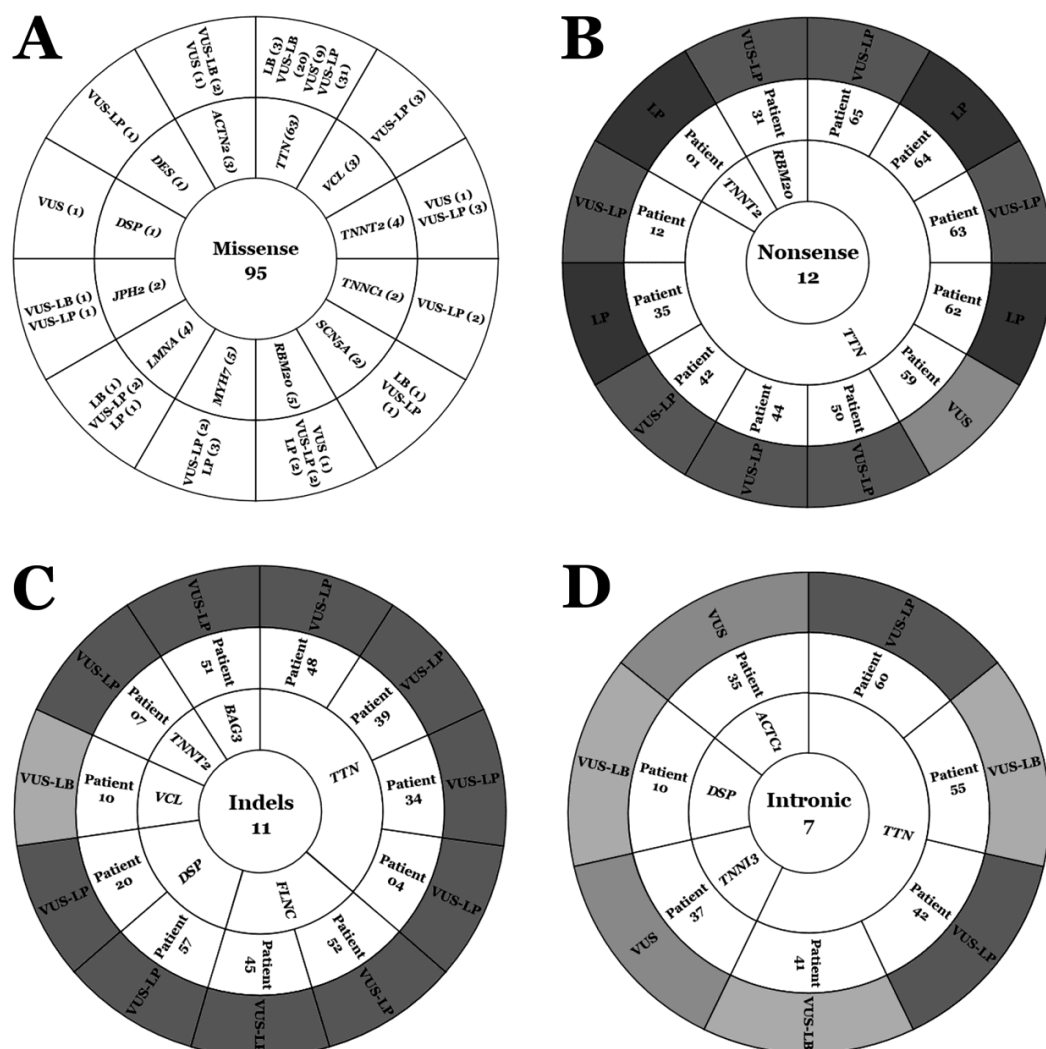 A
Missense
95
TTN (63)
LB (3)
VUS-LB
(20)
VUS (9)
VUS-LP
(31)
VCL (3)
VUS-LP (3)
TNNT2 (4)
VUS (1)
VUS-LP (3)
TNNC1 (2)
VUS-LP (2)
SCN5A (2)
LB (1)
VUS-LP
(1)
RBM20 (5)
VUS (1)
VUS-LP (2)
LP (2)
MYH7 (5)
VUS-LP (2)
LP (3)
LMNA (4)
LB (1)
VUS-LP (2)
LP (1)
JPH2 (2)
VUS-LB (1)
VUS-LP (1)
DSP (1)
VUS (1)
DES (1)
VUS-LP (1)
ACTN2 (3)
VUS-LB (2)
VUS (1)
B
Nonsense
12
TTN
Patient
65
VUS-LP
Patient
64
LP
Patient
63
VUS-LP
Patient
62
LP
Patient
59
VUS
Patient
50
VUS-LP
Patient
44
VUS-LP
Patient
42
VUS-LP
Patient
35
LP
Patient
12
VUS-LP
TNNT2
Patient
01
LP
RBM20
Patient
31
VUS-LP
C
Indels
11
TTN
Patient
48
VUS-LP
Patient
39
VUS-LP
Patient
34
VUS-LP
Patient
04
VUS-LP
FLNC
Patient
52
VUS-LP
Patient
45
VUS-LP
DSP
Patient
57
VUS-LP
Patient
20
VUS-LP
VCL
Patient
10
VUS-LB
TNNT2
Patient
07
VUS-LP
BAG3
Patient
51
VUS-LP
D
Intronic
7
TTN
Patient
60
VUS-LP
Patient
55
VUS-LB
Patient
42
VUS-LP
Patient
41
VUS-LB
TNNI3
Patient
37
VUS
DSP
Patient
10
VUS-LB
ACTC1
Patient
35
VUS